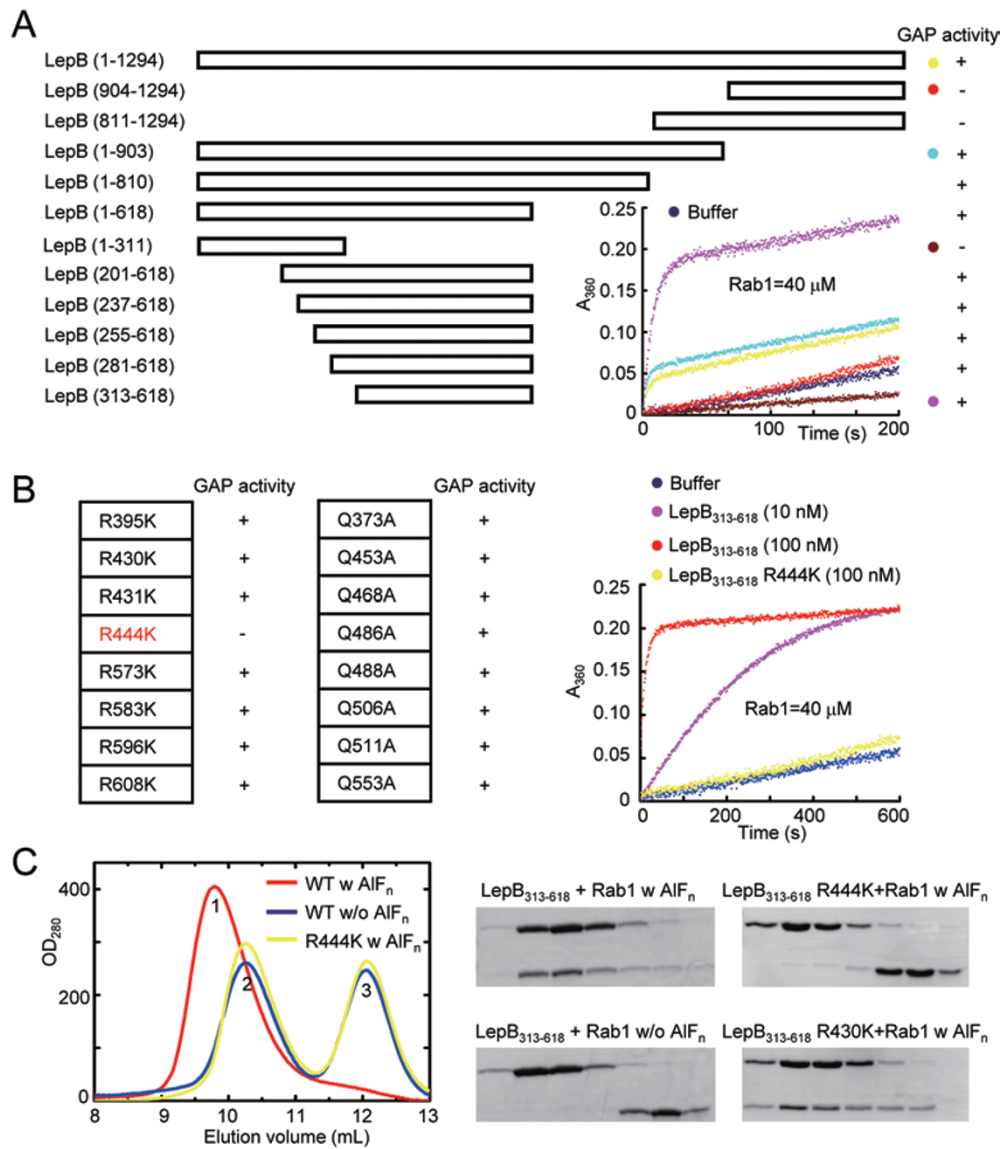 A
GAP activity
LepB (1-1294) +
LepB (904-1294) -
LepB (811-1294) -
LepB (1-903) +
LepB (1-810) +
LepB (1-618) +
LepB (1-311) -
LepB (201-618) +
LepB (237-618) +
LepB (255-618) +
LepB (281-618) +
LepB (313-618) +
Buffer
Rab1=40 μM
A360
0.25
0.20
0.15
0.10
0.05
0
0 100 200
Time (s)
B
GAP activity GAP activity
R395K + Q373A +
R430K + Q453A +
R431K + Q468A +
R444K - Q486A +
R573K + Q488A +
R583K + Q506A +
R596K + Q511A +
R608K + Q553A +
Buffer
LepB313-618 (10 nM)
LepB313-618 (100 nM)
LepB313-618 R444K (100 nM)
Rab1=40 μM
A360
0.20
0.25
0.10
0.05
0
0 200 400 600
Time (s)
C
WT w AlFn
WT w/o AlFn
R444K w AlFn
1
2
3
OD280
400
200
0
8 9 10 11 12 13
Elution volume (mL)
LepB313-618 + Rab1 w AlFn
LepB313-618 R444K+Rab1 w AlFn
LepB313-618 + Rab1 w/o AlFn
LepB313-618 R430K+Rab1 w AlFn